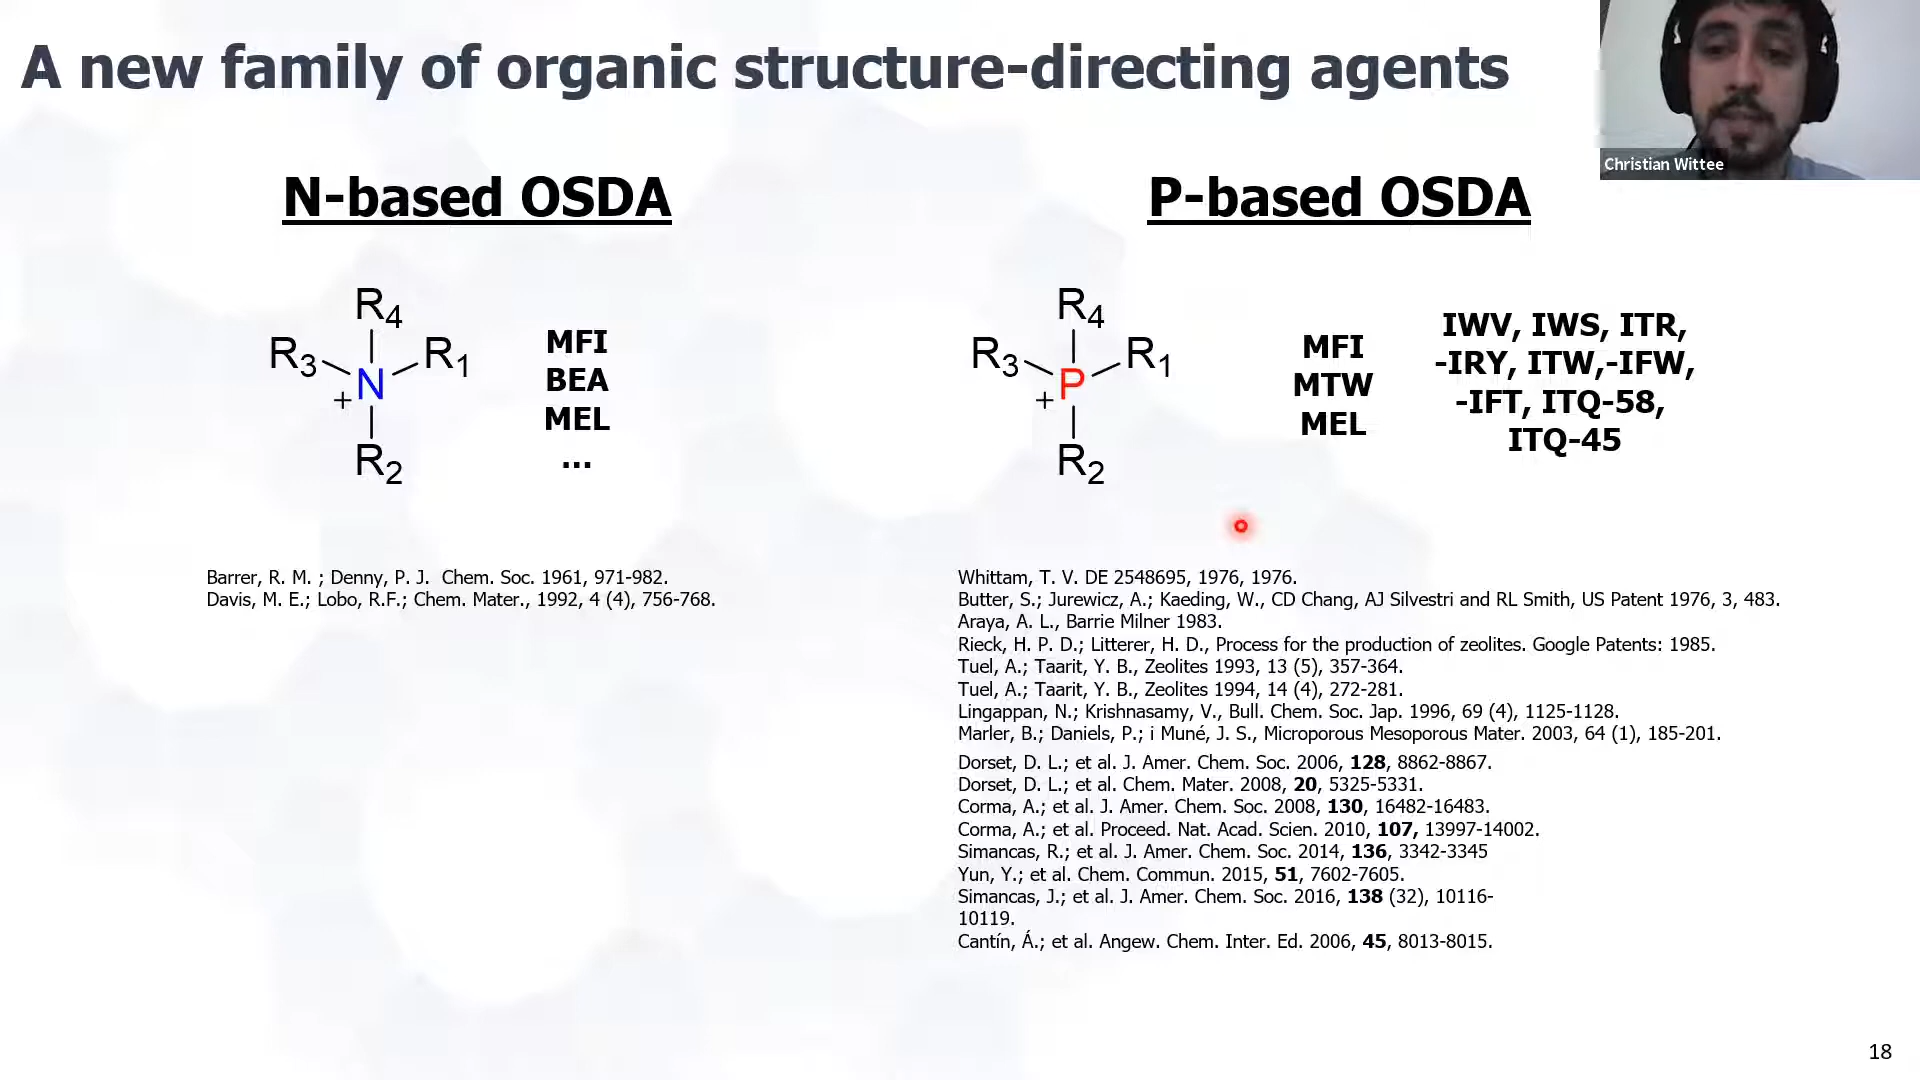 A new family of organic structure-directing agents
Christian Wittee
N-based OSDA
R4
R3
R1
N
+
R2
MFI
BEA
MEL
...
Barrer, R. M. ; Denny, P. J.  Chem. Soc. 1961, 971-982.
Davis, M. E.; Lobo, R.F.; Chem. Mater., 1992, 4 (4), 756-768.
P-based OSDA
R4
R3
R1
P
+
R2
MFI
MTW
MEL
IWV, IWS, ITR,
-IRY, ITW,-IFW,
-IFT, ITQ-58,
ITQ-45
Whittam, T. V. DE 2548695, 1976, 1976.
Butter, S.; Jurewicz, A.; Kaeding, W., CD Chang, AJ Silvestri and RL Smith, US Patent 1976, 3, 483.
Araya, A. L., Barrie Milner 1983.
Rieck, H. P. D.; Litterer, H. D., Process for the production of zeolites. Google Patents: 1985.
Tuel, A.; Taarit, Y. B., Zeolites 1993, 13 (5), 357-364.
Tuel, A.; Taarit, Y. B., Zeolites 1994, 14 (4), 272-281.
Lingappan, N.; Krishnasamy, V., Bull. Chem. Soc. Jap. 1996, 69 (4), 1125-1128.
Marler, B.; Daniels, P.; i Muné, J. S., Microporous Mesoporous Mater. 2003, 64 (1), 185-201.
Dorset, D. L.; et al. J. Amer. Chem. Soc. 2006, 128, 8862-8867.
Dorset, D. L.; et al. Chem. Mater. 2008, 20, 5325-5331.
Corma, A.; et al. J. Amer. Chem. Soc. 2008, 130, 16482-16483.
Corma, A.; et al. Proceed. Nat. Acad. Scien. 2010, 107, 13997-14002.
Simancas, R.; et al. J. Amer. Chem. Soc. 2014, 136, 3342-3345
Yun, Y.; et al. Chem. Commun. 2015, 51, 7602-7605.
Simancas, J.; et al. J. Amer. Chem. Soc. 2016, 138 (32), 10116-
10119.
Cantín, Á.; et al. Angew. Chem. Inter. Ed. 2006, 45, 8013-8015.
18